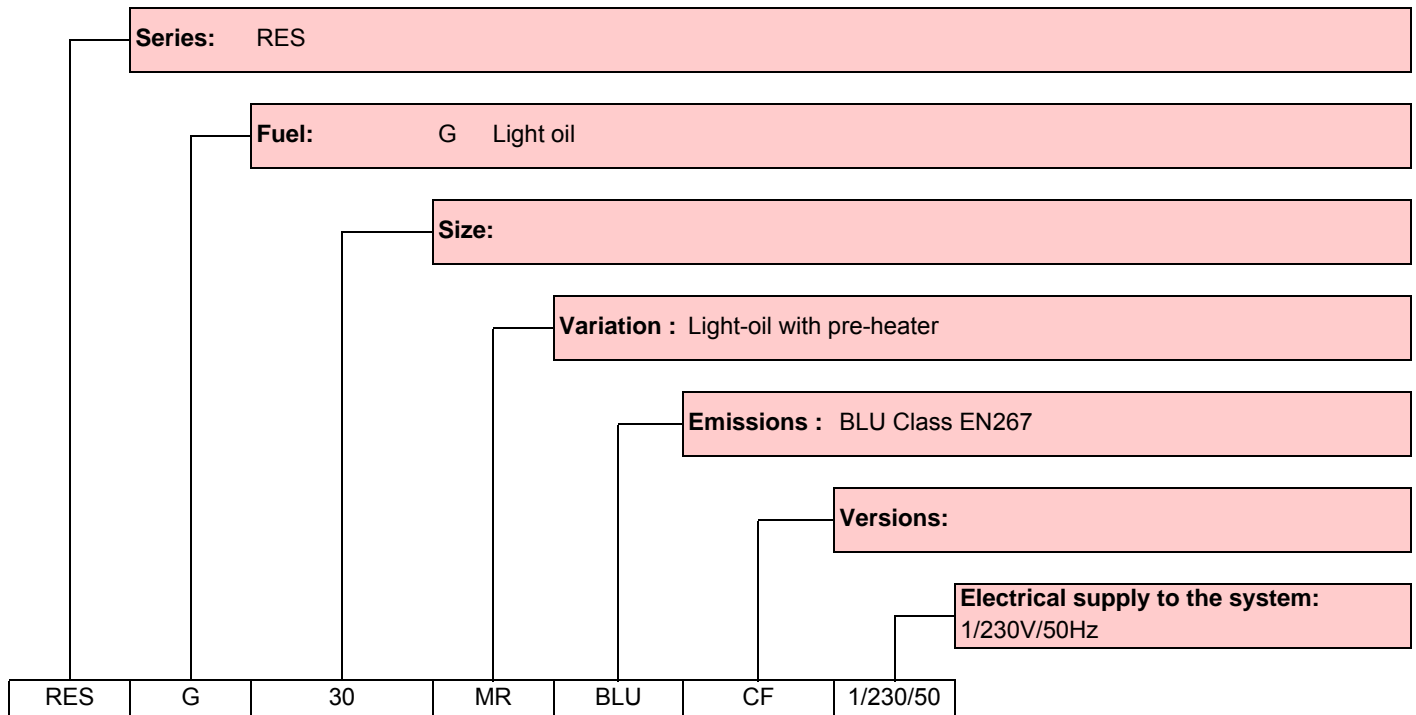 Series: RES
Fuel: G Light oil
Size:
Variation : Light-oil with pre-heater
Emissions : BLU Class EN267
Versions:
Electrical supply to the system:
1/230V/50Hz
RES G 30 MR BLU CF 1/230/50